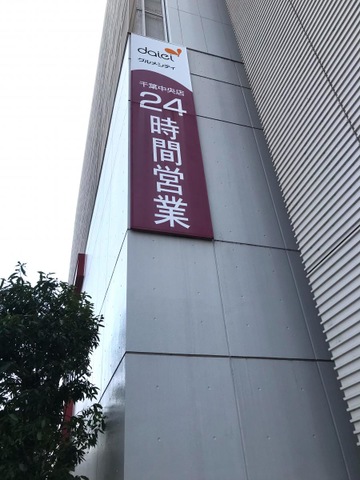 daiei
グルメシティ
千葉中央店
24
時間営業